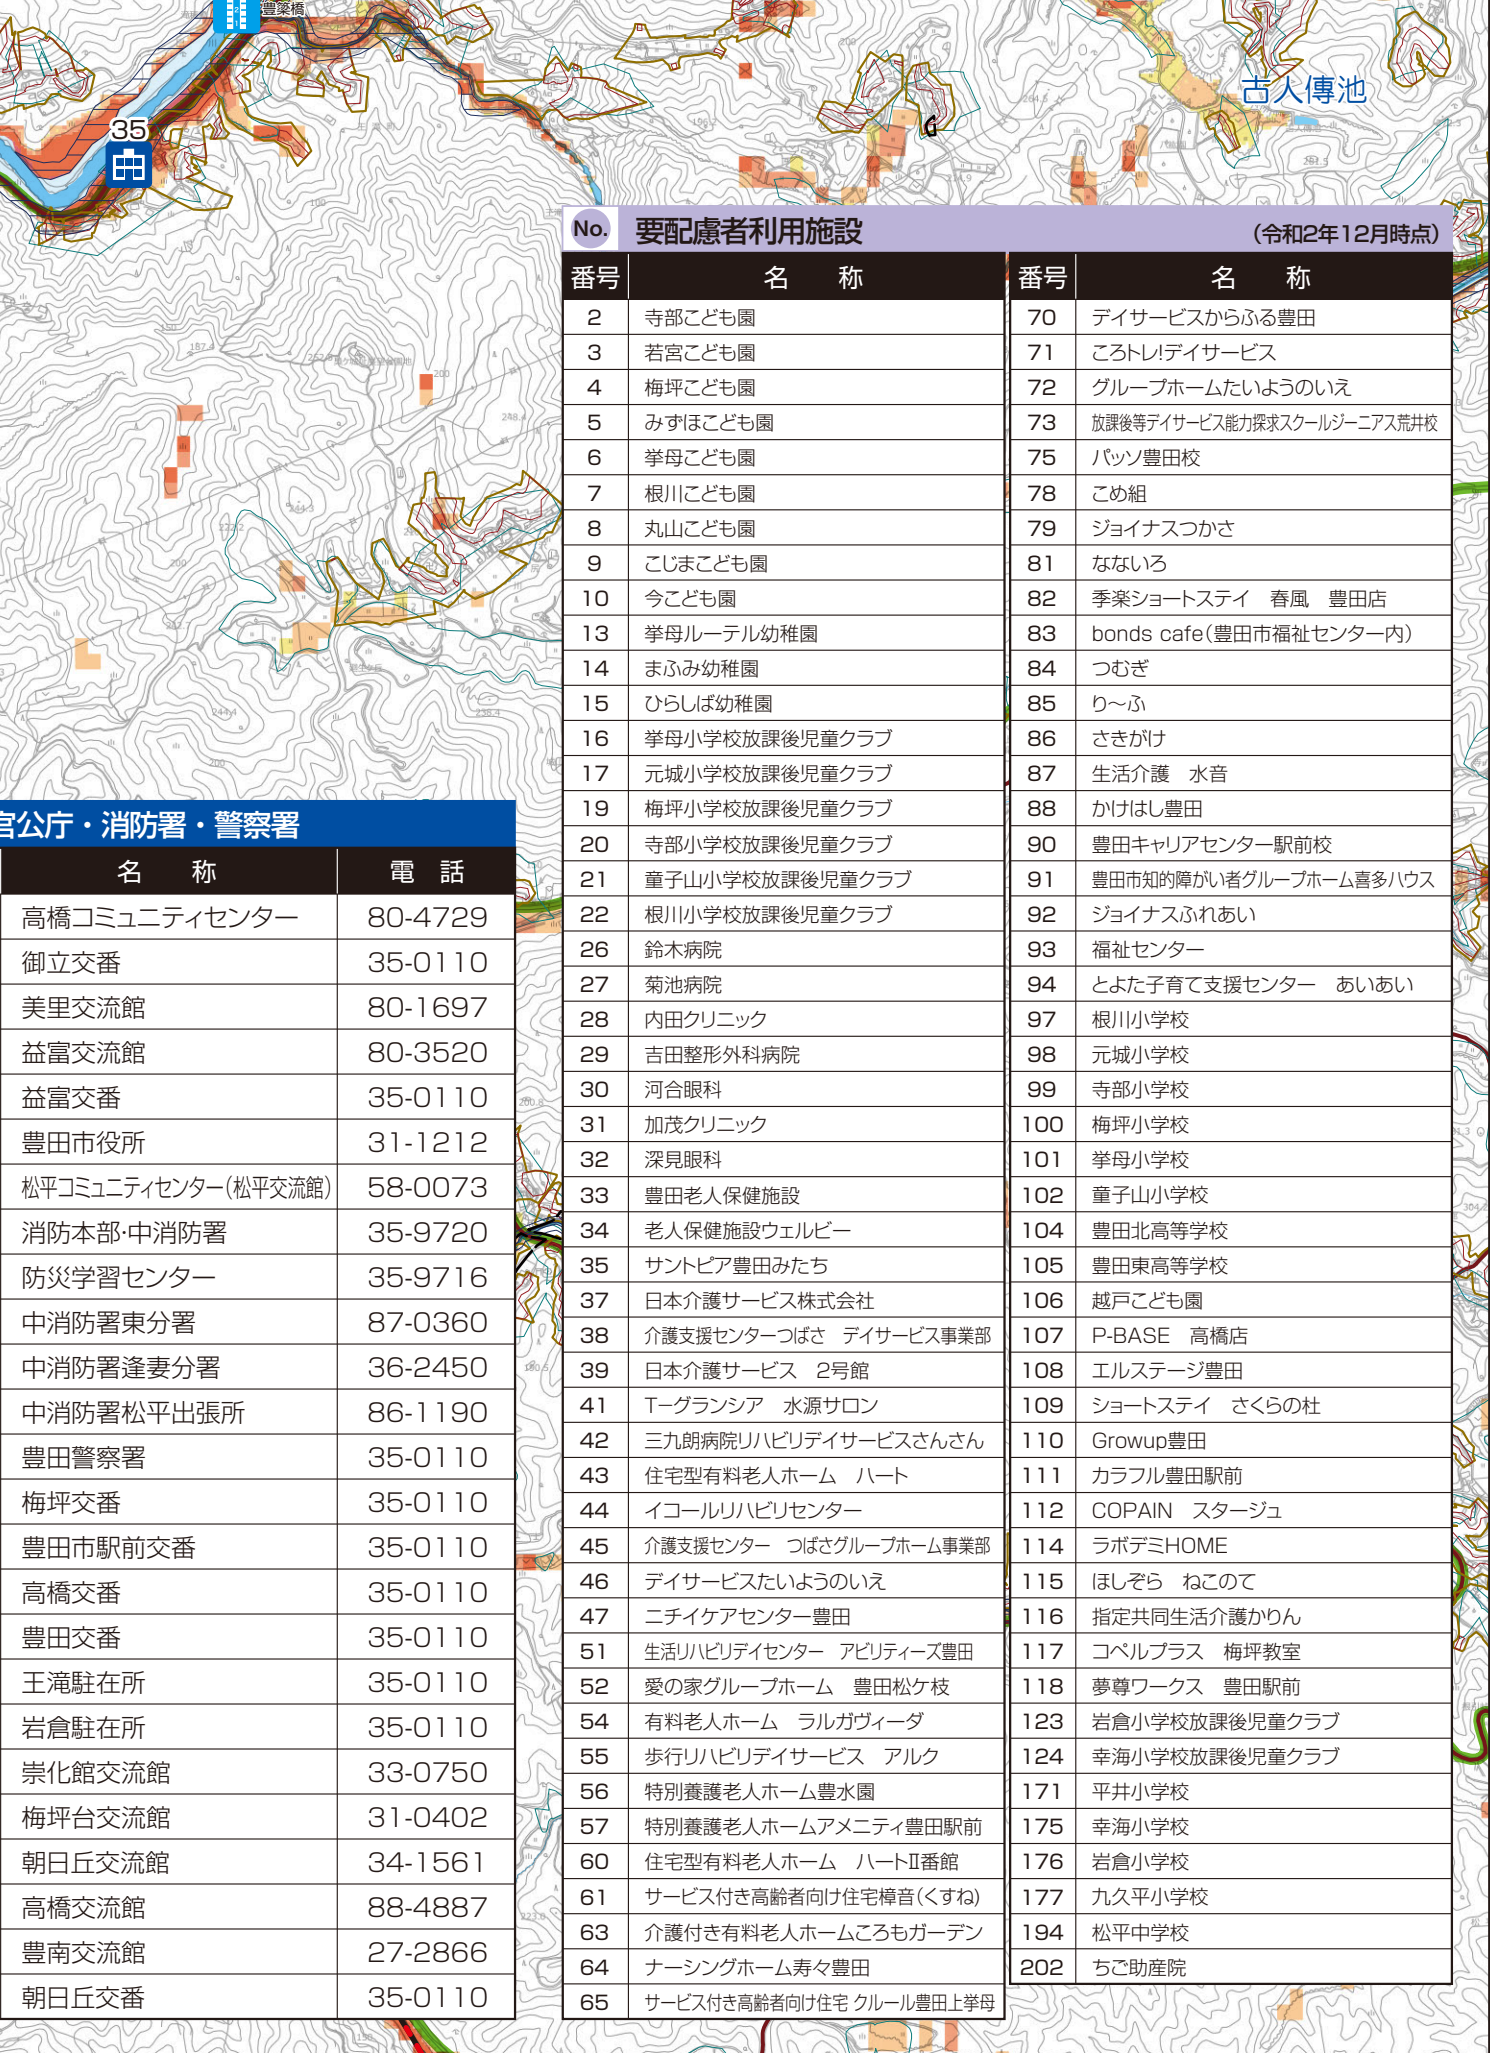 豊梁橋
古人傳池
35
No. 要配慮者利用施設 （令和2年12月時点）
番号 名 称
2 寺部こども園
3 若宮こども園
4 梅坪こども園
5 みずほこども園
6 挙母こども園
7 根川こども園
8 丸山こども園
9 こじまこども園
10 今こども園
13 挙母ルーテル幼稚園
14 まふみ幼稚園
15 ひらしば幼稚園
16 挙母小学校放課後児童クラブ
17 元城小学校放課後児童クラブ
19 梅坪小学校放課後児童クラブ
20 寺部小学校放課後児童クラブ
21 童子山小学校放課後児童クラブ
22 根川小学校放課後児童クラブ
26 鈴木病院
27 菊池病院
28 内田クリニック
29 吉田整形外科病院
30 河合眼科
31 加茂クリニック
32 深見眼科
33 豊田老人保健施設
34 老人保健施設ウェルビー
35 サントピア豊田みたち
37 日本介護サービス株式会社
38 介護支援センターつばさ　デイサービス事業部
39 日本介護サービス　2号館
41 T−グランシア　水源サロン
42 三九朗病院リハビリデイサービスさんさん
43 住宅型有料老人ホーム　ハート
44 イコールリハビリセンター
45 介護支援センター　つばさグループホーム事業部
46 デイサービスたいようのいえ
47 ニチイケアセンター豊田
51 生活リハビリデイセンター　アビリティーズ豊田
52 愛の家グループホーム　豊田松ケ枝
54 有料老人ホーム　ラルガヴィーダ
55 歩行リハビリデイサービス　アルク
56 特別養護老人ホーム豊水園
57 特別養護老人ホームアメニティ豊田駅前
60 住宅型有料老人ホーム　ハートⅡ番館
61 サービス付き高齢者向け住宅樟音（くすね）
63 介護付き有料老人ホームころもガーデン
64 ナーシングホーム寿々豊田
65 サービス付き高齢者向け住宅 クルール豊田上挙母
番号 名 称
70 デイサービスからふる豊田
71 ころトレ!デイサービス
72 グループホームたいようのいえ
73 放課後等デイサービス能力探求スクールジーニアス荒井校
75 パッソ豊田校
78 こめ組
79 ジョイナスつかさ
81 なないろ
82 季楽ショートステイ　春風　豊田店
83 bonds cafe（豊田市福祉センター内）
84 つむぎ
85 り〜ふ
86 さきがけ
87 生活介護　水音
88 かけはし豊田
90 豊田キャリアセンター駅前校
91 豊田市知的障がい者グループホーム喜多ハウス
92 ジョイナスふれあい
93 福祉センター
94 とよた子育て支援センター　あいあい
97 根川小学校
98 元城小学校
99 寺部小学校
100 梅坪小学校
101 挙母小学校
102 童子山小学校
104 豊田北高等学校
105 豊田東高等学校
106 越戸こども園
107 P-BASE　高橋店
108 エルステージ豊田
109 ショートステイ　さくらの杜
110 Growup豊田
111 カラフル豊田駅前
112 COPAIN　スタージュ
114 ラボデミHOME
115 ほしぞら　ねこのて
116 指定共同生活介護かりん
117 コペルプラス　梅坪教室
118 夢尊ワークス　豊田駅前
123 岩倉小学校放課後児童クラブ
124 幸海小学校放課後児童クラブ
171 平井小学校
175 幸海小学校
176 岩倉小学校
177 九久平小学校
194 松平中学校
202 ちご助産院
官公庁・消防署・警察署
名 称 電 話
高橋コミュニティセンター 80-4729
御立交番 35-0110
美里交流館 80-1697
益富交流館 80-3520
益富交番 35-0110
豊田市役所 31-1212
松平コミュニティセンター（松平交流館） 58-0073
消防本部・中消防署 35-9720
防災学習センター 35-9716
中消防署東分署 87-0360
中消防署逢妻分署 36-2450
中消防署松平出張所 86-1190
豊田警察署 35-0110
梅坪交番 35-0110
豊田市駅前交番 35-0110
高橋交番 35-0110
豊田交番 35-0110
王滝駐在所 35-0110
岩倉駐在所 35-0110
崇化館交流館 33-0750
梅坪台交流館 31-0402
朝日丘交流館 34-1561
高橋交流館 88-4887
豊南交流館 27-2866
朝日丘交番 35-0110